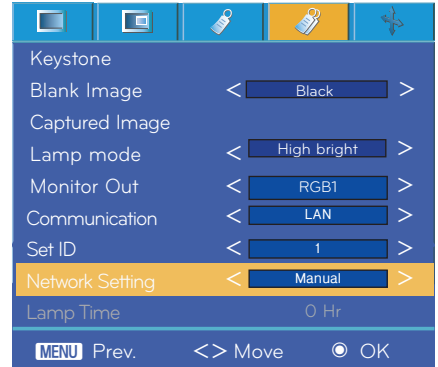 Keystone
Blank Image < Black >
Captured Image
Lamp mode < High bright >
Monitor Out < RGB1 >
Communication < LAN >
Set ID < 1 >
Network Setting < Manual >
Lamp Time 0 Hr
MENU Prev. <> Move ◉ OK